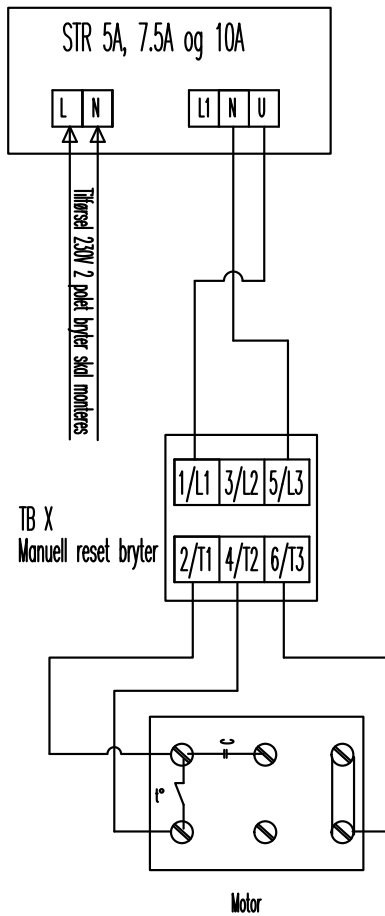 STR 5A, 7.5A og 10A
L N L1 N U
Tilførsel 230V 2 polet bryter skal monteres
1/L1 3/L2 5/L3
TB X
Manuell reset bryter
2/T1 4/T2 6/T3
C
t°
Motor